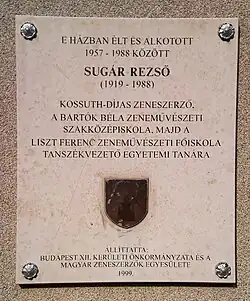 E HÁZBAN ÉLT ÉS ALKOTOTT
1957 - 1988 KÖZÖTT
SUGÁR REZSŐ
(1919 - 1988)
KOSSUTH-DÍJAS ZENESZERZŐ,
A BARTÓK BÉLA ZENEMŰVÉSZETI
SZAKKÖZÉPISKOLA, MAJD A
LISZT FERENC ZENEMŰVÉSZETI FŐISKOLA
TANSZÉKVEZETŐ EGYETEMI TANÁRA
ÁLLÍTTATTA:
BUDAPEST XII. KERÜLETI ÖNKORMÁNYZATA ÉS A
MAGYAR ZENESZERZŐK EGYESÜLETE
1999.